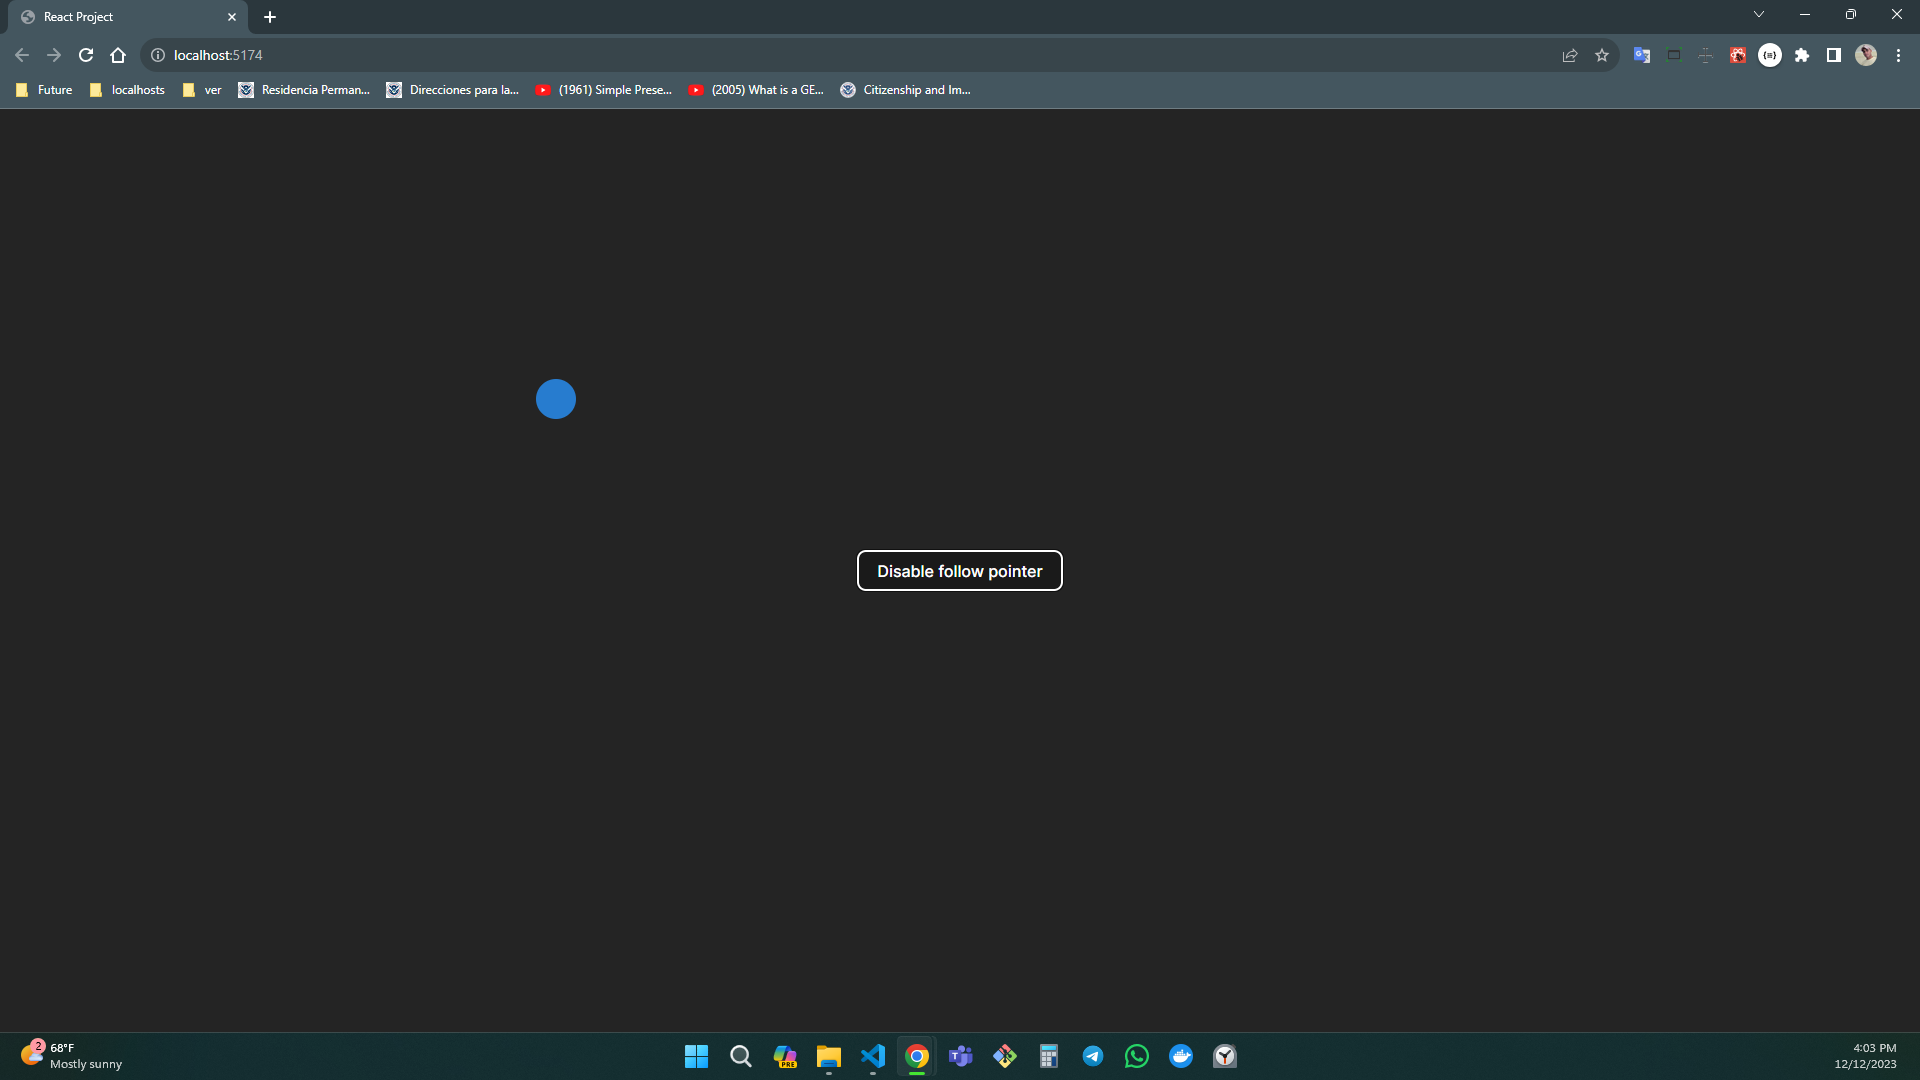 React Project
localhost:5174
Future
localhosts
ver
Residencia Perman...
Direcciones para la...
(1961) Simple Prese...
(2005) What is a GE...
Citizenship and Im...
Disable follow pointer
2
68°F
Mostly sunny
PRE
4:03 PM
12/12/2023